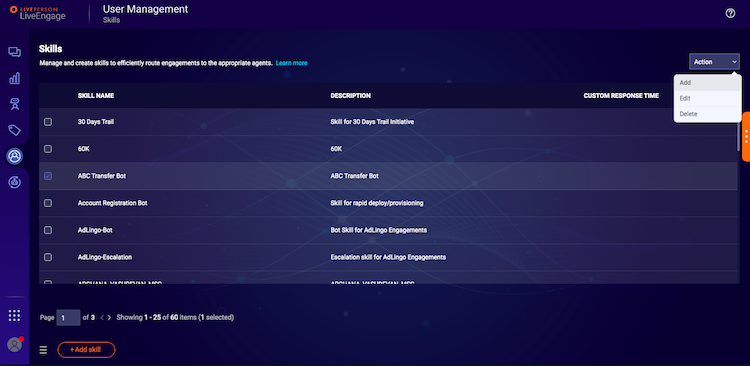 LIVEPERSON
LiveEngage
User Management
Skills
Skills
Manage and create skills to efficiently route engagements to the appropriate agents. Learn more
Action
Add
Edit
Delete
SKILL NAME DESCRIPTION CUSTOM RESPONSE TIME
30 Days Trail Skill for 30 Days Trail Initiative
60K 60K
ABC Transfer Bot ABC Transfer Bot
Account Registration Bot Skill for rapid deploy/provisioning
AdLingo-Bot Bot Skill for AdLingo Engagements
AdLingo-Escalation Escalation skill for AdLingo Engagements
Page 1 of 3 < > Showing 1 - 25 of 60 Items (1 selected)
+Add skill